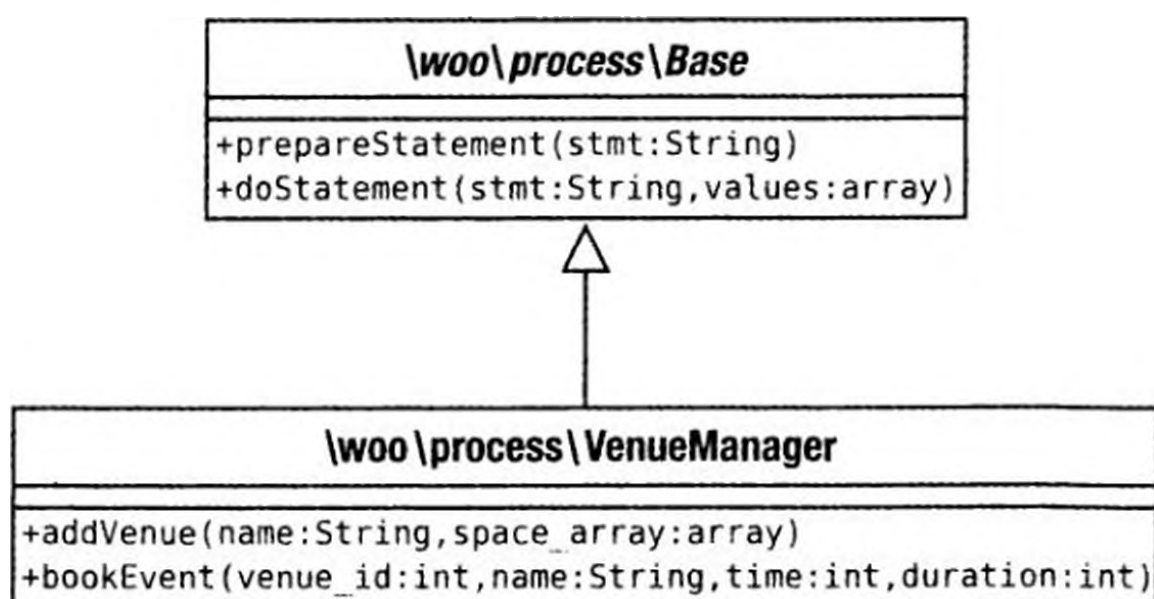 \woo\process\Base
+prepareStatement(stmt:String)
+doStatement(stmt:String,values:array)
\woo\process\VenueManager
+addVenue(name:String,space_array:array)
+bookEvent(venue_id:int,name:String,time:int,duration:int)